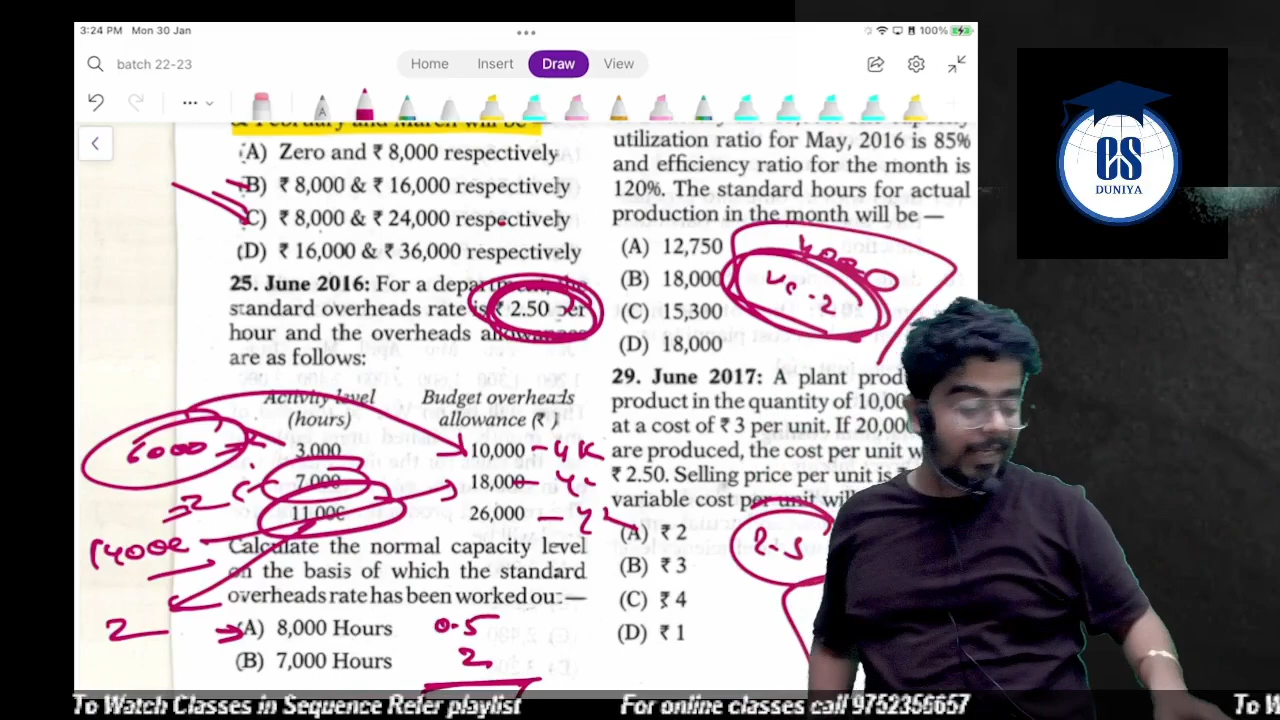 3:24 PM Mon 30 Jan
100%
batch 22-23
Home
Insert
Draw
View
& February and March will be —
(A) Zero and ₹ 8,000 respectively
(B) ₹ 8,000 & ₹ 16,000 respectively
(C) ₹ 8,000 & ₹ 24,000 respectively
(D) ₹ 16,000 & ₹ 36,000 respectively
25. June 2016: For a department, the
standard overheads rate is ₹ 2.50 per
hour and the overheads allowances
are as follows:
Activity level Budget overheads
(hours) allowance (₹)
3,000 10,000 - 4K
7,000 18,000
11,000 26,000
6000
14000
2
Calculate the normal capacity level
on the basis of which the standard
overheads rate has been worked out —
(A) 8,000 Hours
(B) 7,000 Hours
0.5
2
utilization ratio for May, 2016 is 85%
and efficiency ratio for the month is
120%. The standard hours for actual
production in the month will be —
(A) 12,750
(B) 18,000
(C) 15,300
(D) 18,000
4000
VC - 2
29. June 2017: A plant
product in the quantity of
at a cost of ₹ 3 per unit. If
are produced, the cost per unit
₹ 2.50. Selling price per unit is
variable cost per unit will
(A) ₹ 2
(B) ₹ 3
(C) ₹ 4
(D) ₹ 1
2.5
CS
DUNIYA
To Watch Classes in Sequence Refer playlist
For online classes call 9752356657
To W